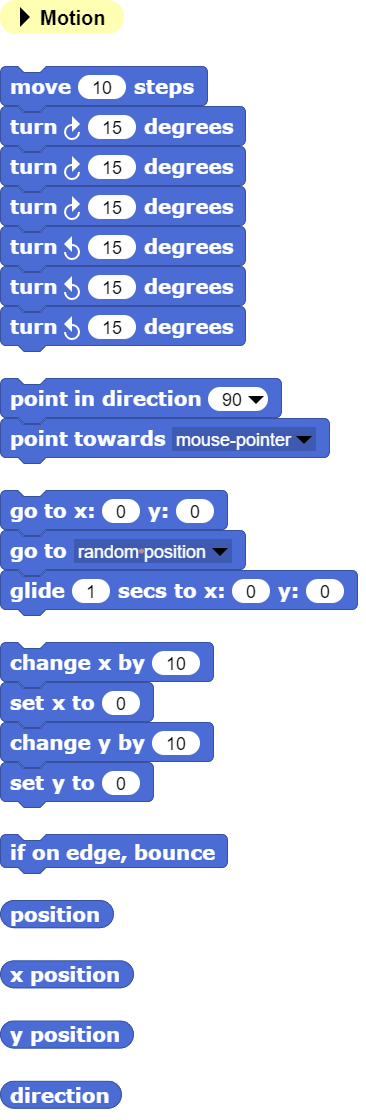 Motion
move 10 steps
turn 15 degrees
turn 15 degrees
turn 15 degrees
turn 15 degrees
turn 15 degrees
turn 15 degrees
point in direction 90
point towards mouse-pointer
go to x: 0 y: 0
go to random•position
glide 1 secs to x: 0 y: 0
change x by 10
set x to 0
change y by 10
set y to 0
if on edge, bounce
position
x position
y position
direction